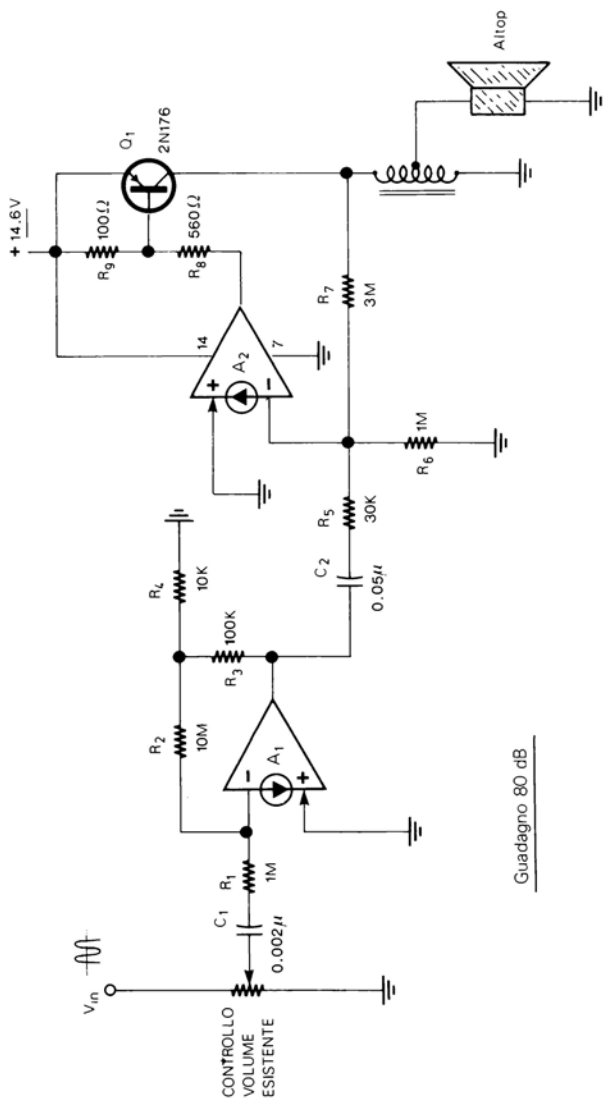 Vin
CONTROLLO
VOLUME
ESISTENTE
C1
0.002µ
R1
1M
R2
10M
R3
100K
R4
10K
−
A1
+
C2
0.05µ
R5
30K
R6
1M
R7
3M
+
A2
−
14
7
R8
560Ω
R9
100Ω
+ 14.6V
Q1
2N176
Altop
Guadagno 80 dB